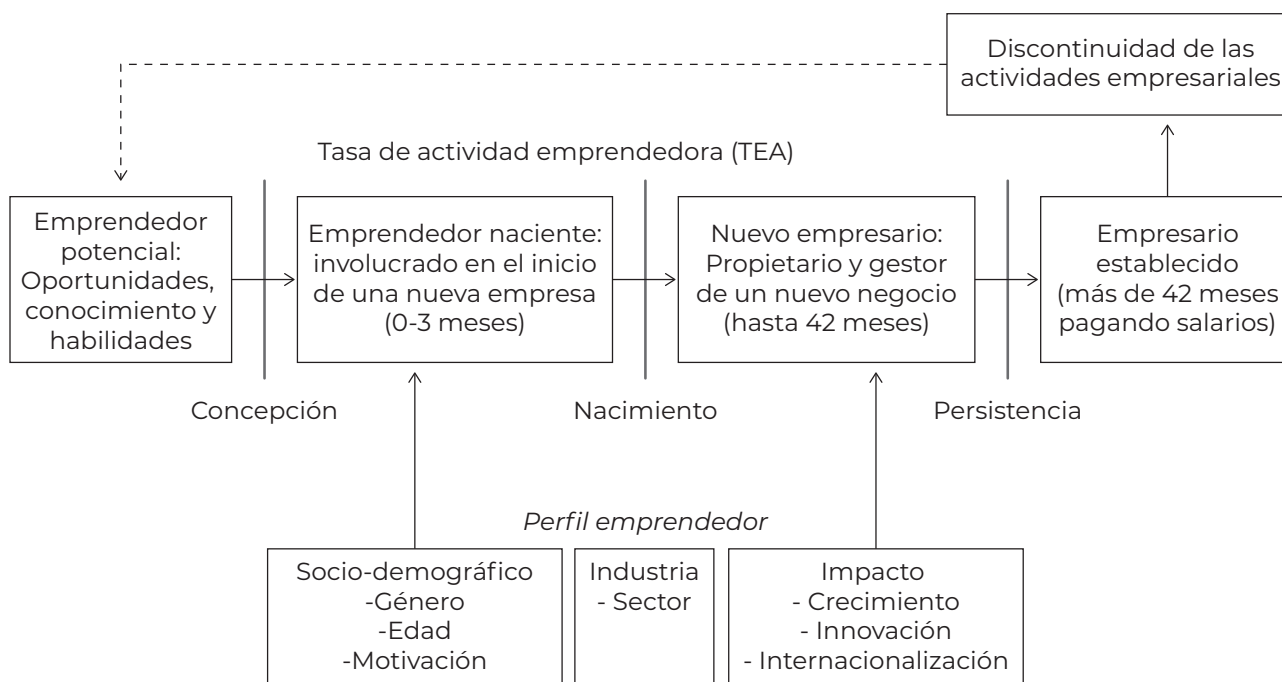 Discontinuidad de las
actividades empresariales
Tasa de actividad emprendedora (TEA)
Emprendedor
potencial:
Oportunidades,
conocimiento y
habilidades
Emprendedor naciente:
involucrado en el inicio
de una nueva empresa
(0-3 meses)
Nuevo empresario:
Propietario y gestor
de un nuevo negocio
(hasta 42 meses)
Empresario
establecido
(más de 42 meses
pagando salarios)
Concepción
Nacimiento
Persistencia
Perfil emprendedor
Socio-demográfico
-Género
-Edad
-Motivación
Industria
- Sector
Impacto
- Crecimiento
- Innovación
- Internacionalización